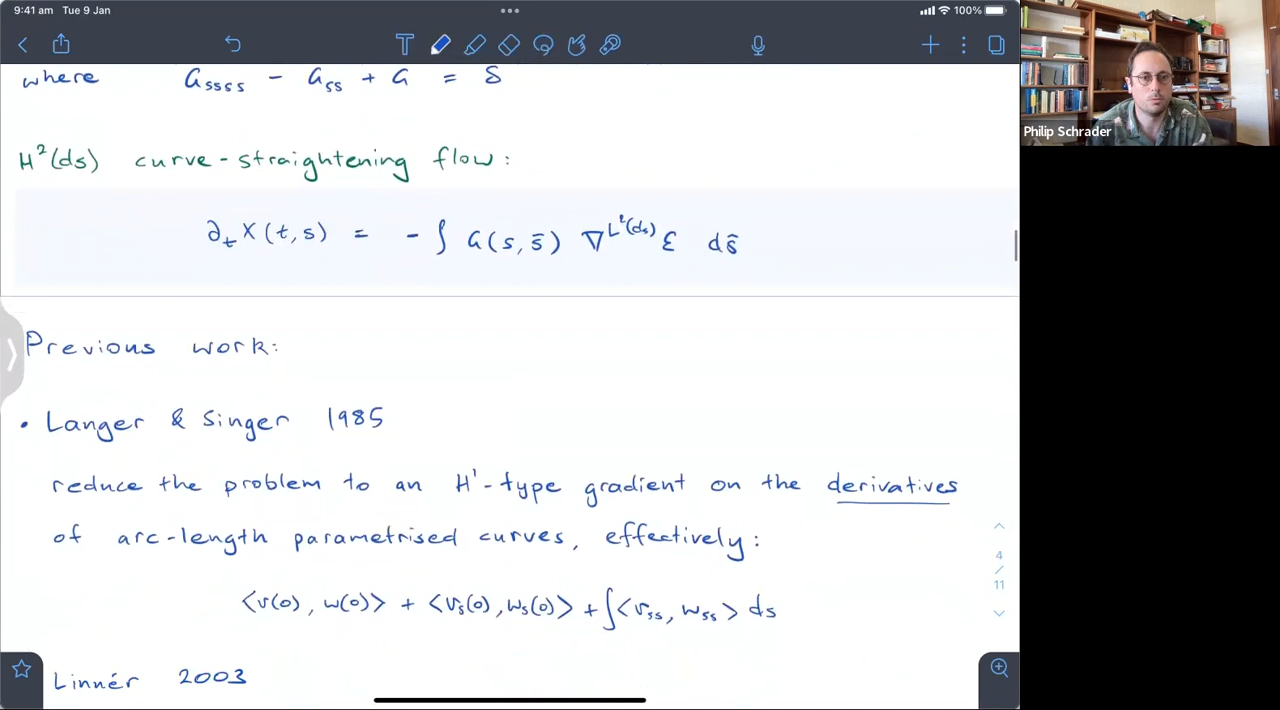 9:41 am Tue 9 Jan
100%
where G_ssss - G_ss + G = δ
H²(ds) curve-straightening flow:
∂_t X(t,s) = - ∫ G(s, s̃) ∇^{L²(ds)} ε ds̃
Previous work:
• Langer & Singer 1985
reduce the problem to an H¹-type gradient on the derivatives
of arc-length parametrised curves, effectively:
⟨v(0), w(0)⟩ + ⟨v_s(0), w_s(0)⟩ + ∫⟨v_ss, w_ss⟩ ds
Linnér 2003
4
/
11
Philip Schrader